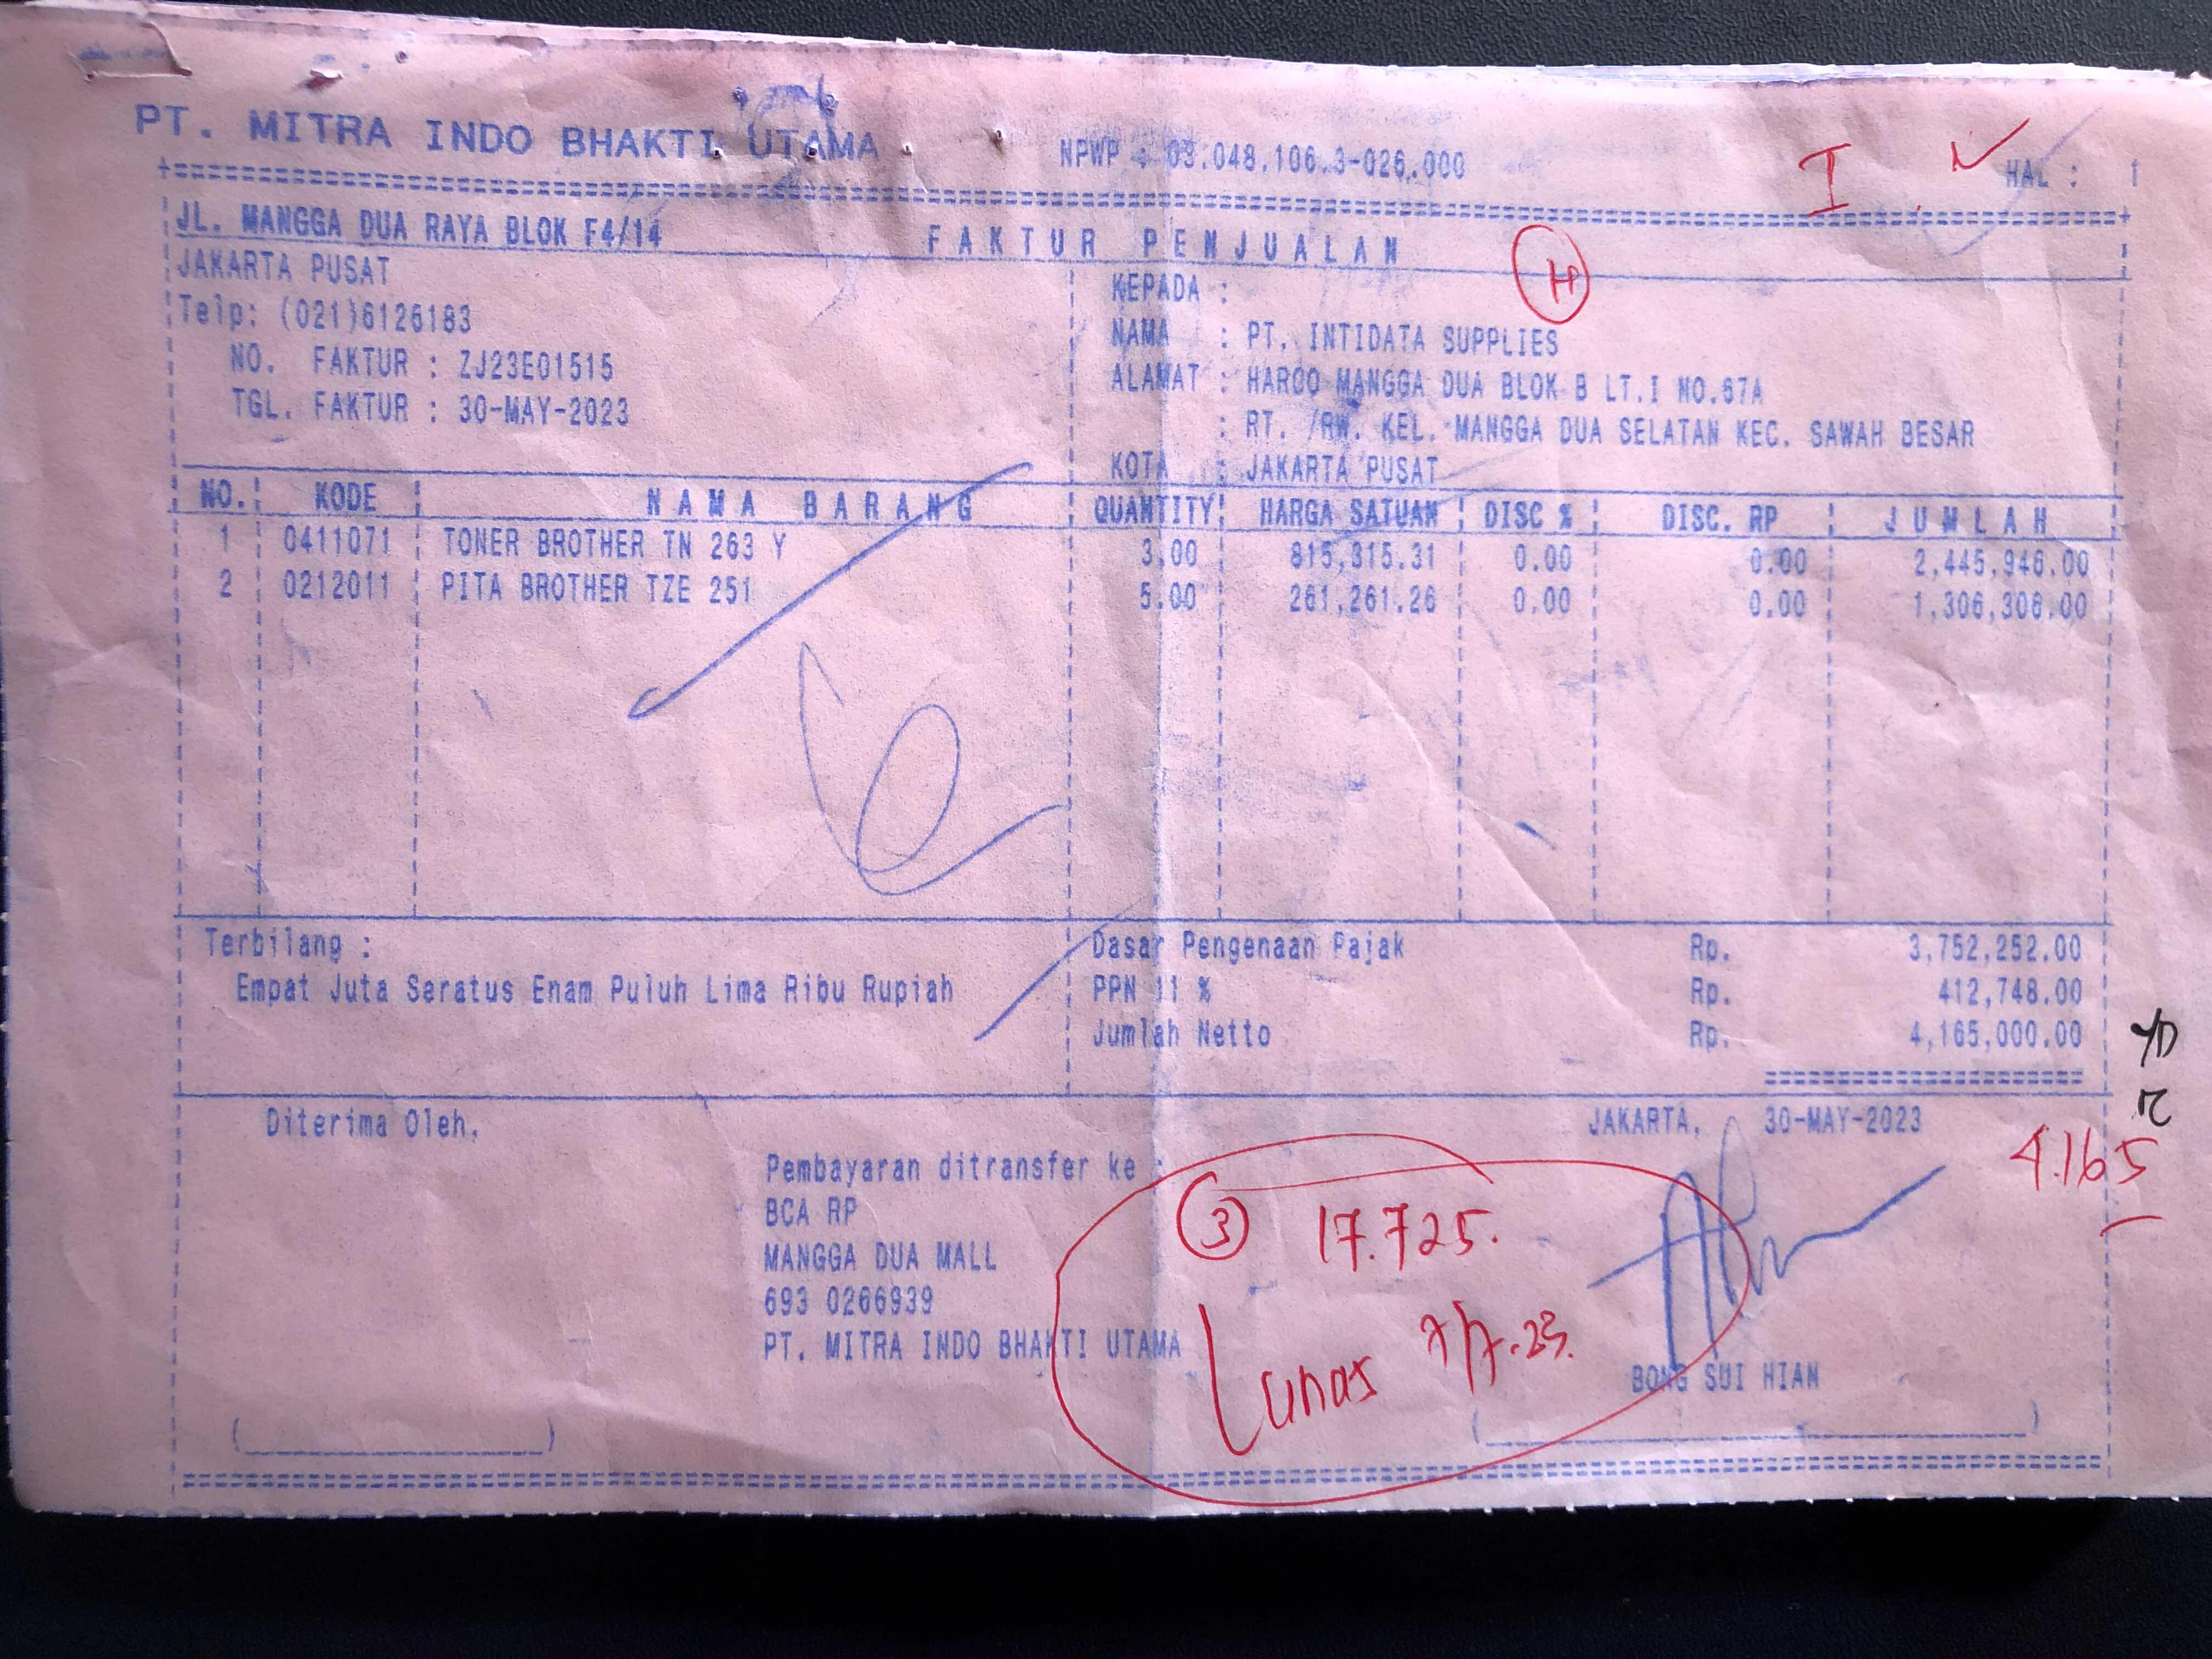 PT. MITRA INDO BHAKTI UTAMA
NPWP : 03.048.106.3-026.000
I
HAL : 1
JL. MANGGA DUA RAYA BLOK F4/14
FAKTUR PENJUALAN
JAKARTA PUSAT
Telp: (021)6126183
NO. FAKTUR : ZJ23E01515
TGL. FAKTUR : 30-MAY-2023
KEPADA :
NAMA : PT. INTIDATA SUPPLIES
ALAMAT : HARCO MANGGA DUA BLOK B LT.I NO.67A
: RT. /RW. KEL. MANGGA DUA SELATAN KEC. SAWAH BESAR
KOTA : JAKARTA PUSAT
NO. KODE NAMA BARANG QUANTITY HARGA SATUAN DISC % DISC. RP JUMLAH
1 0411071 TONER BROTHER TN 263 Y 3.00 815,315.31 0.00 0.00 2,445,946.00
2 0212011 PITA BROTHER TZE 251 5.00 261,261.26 0.00 0.00 1,306,306.00
Terbilang :
Empat Juta Seratus Enam Puluh Lima Ribu Rupiah
Dasar Pengenaan Pajak Rp. 3,752,252.00
PPN 11 % Rp. 412,748.00
Jumlah Netto Rp. 4,165,000.00
Diterima Oleh,
JAKARTA, 30-MAY-2023
4.165
Pembayaran ditransfer ke :
BCA RP
MANGGA DUA MALL
693 0266939
PT. MITRA INDO BHAKTI UTAMA
3 17.725.
Lunas 7/7.23.
BONG SUI HIAN